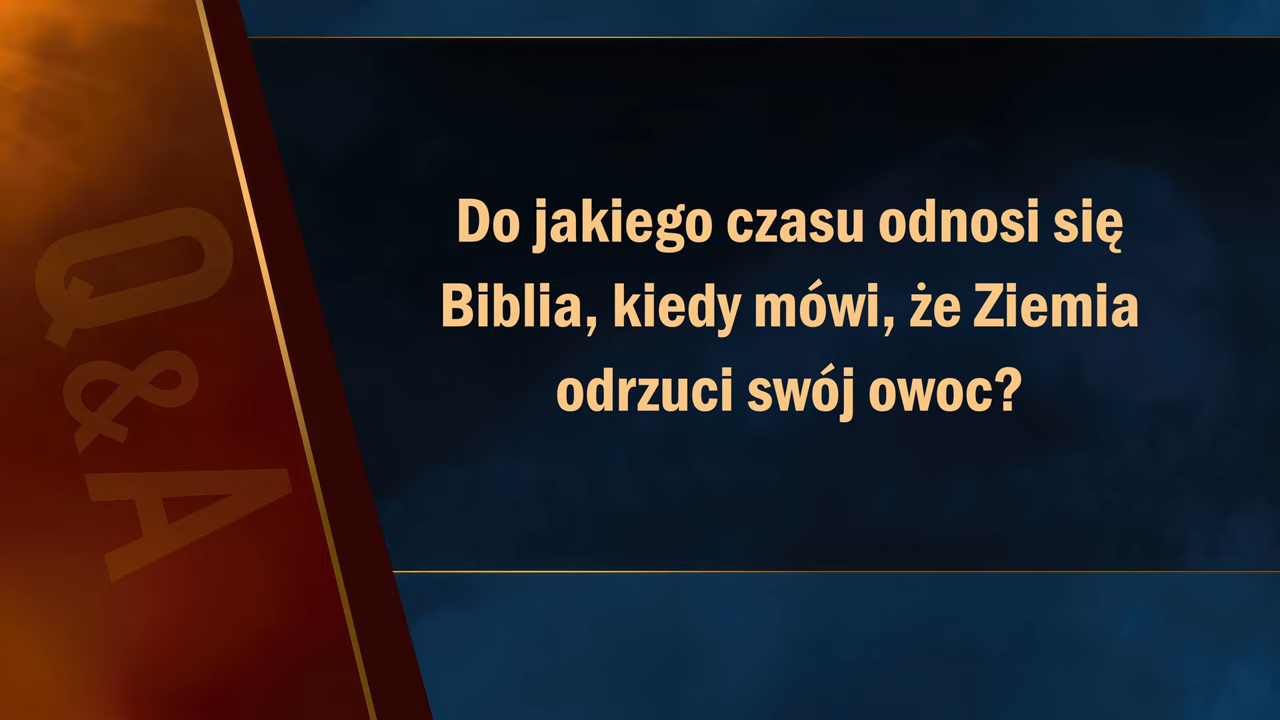 Do jakiego czasu odnosi się
Biblia, kiedy mówi, że Ziemia
odrzuci swój owoc?
Q&A